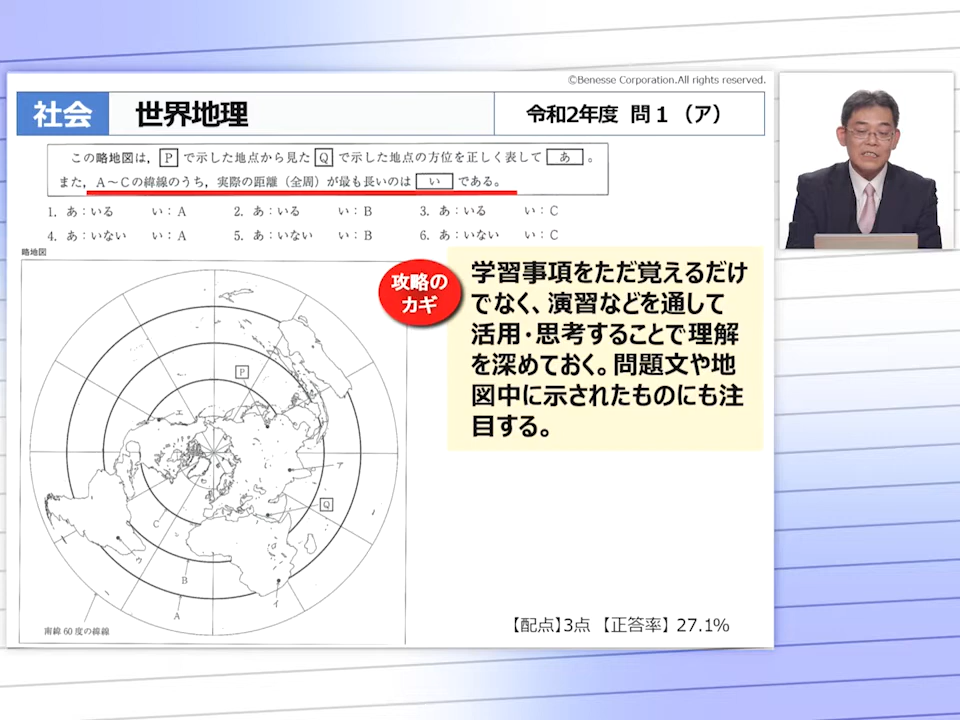 ©Benesse Corporation.All rights reserved.
社会 世界地理 令和2年度 問1（ア）
この略地図は，Pで示した地点から見たQで示した地点の方位を正しく表してあ。
また，A～Cの緯線のうち，実際の距離（全周）が最も長いのはいである。
1. あ：いる い：A 2. あ：いる い：B 3. あ：いる い：C
4. あ：いない い：A 5. あ：いない い：B 6. あ：いない い：C
略地図
攻略の
カギ
学習事項をただ覚えるだけ
でなく、演習などを通して
活用・思考することで理解
を深めておく。問題文や地
図中に示されたものにも注
目する。
P
エ
ア
Q
C
ウ
B
イ
A
南緯60度の緯線
【配点】3点 【正答率】27.1%